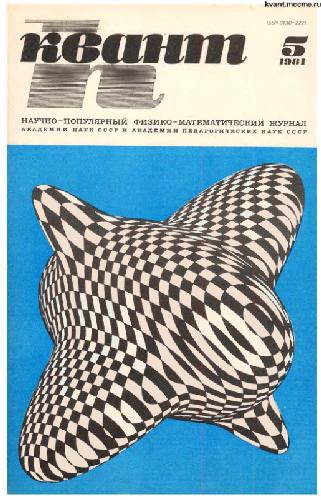 kvant.mccme.ru
ISSN 0130-2221
квант
5
1981
НАУЧНО-ПОПУЛЯРНЫЙ ФИЗИКО-МАТЕМАТИЧЕСКИЙ ЖУРНАЛ
АКАДЕМИИ НАУК СССР И АКАДЕМИИ ПЕДАГОГИЧЕСКИХ НАУК СССР